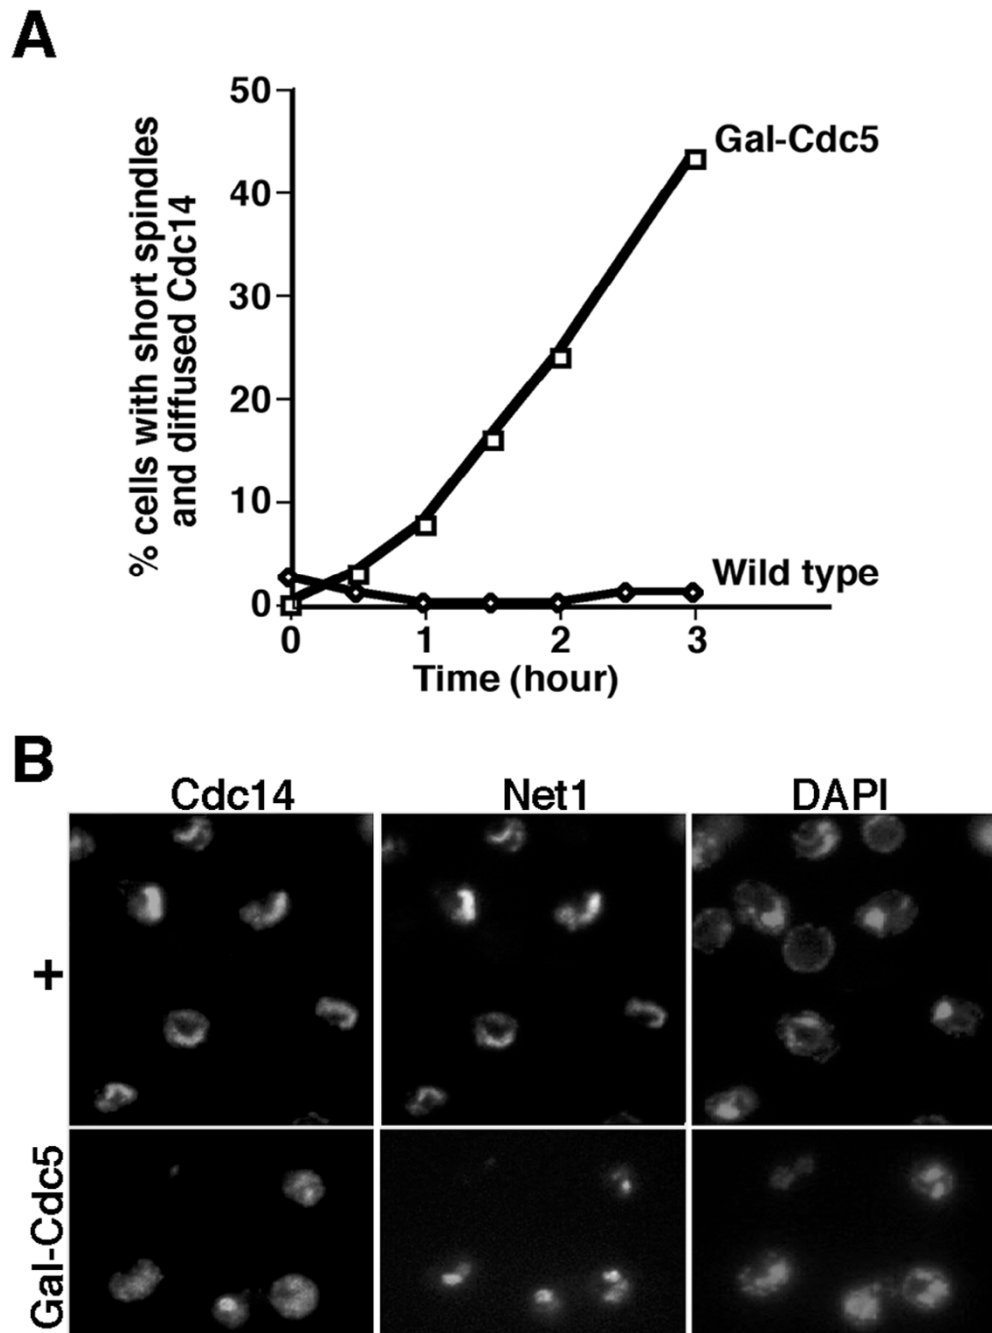 A
50
40
30
20
10
0
% cells with short spindles
and diffused Cdc14
Gal-Cdc5
Wild type
0 1 2 3
Time (hour)
B
Cdc14 Net1 DAPI
+
Gal-Cdc5